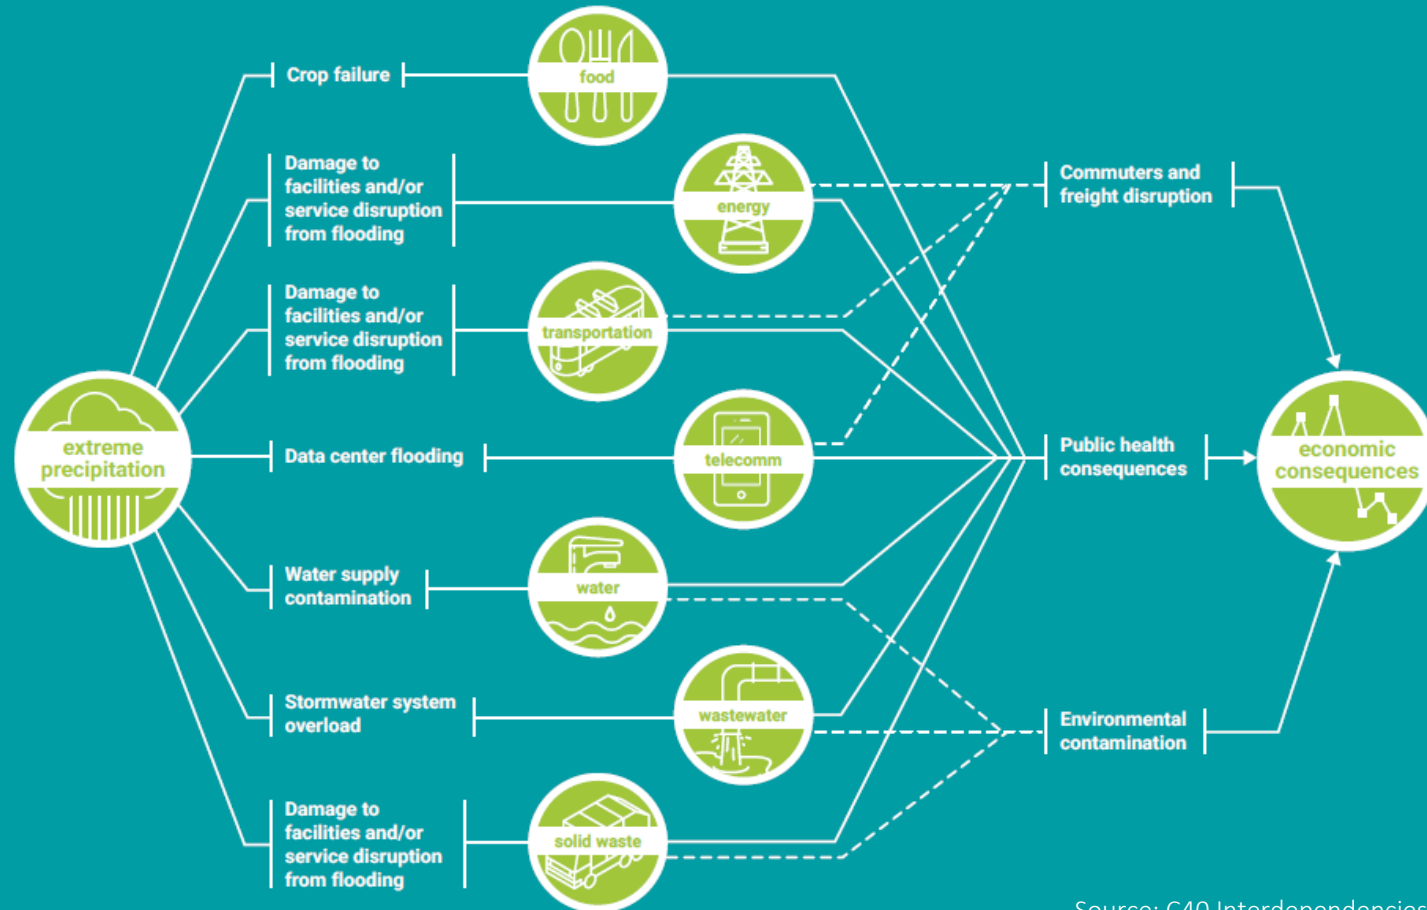 Crop failure
food
Damage to
facilities and/or
service disruption
from flooding
energy
Commuters and
freight disruption
Damage to
facilities and/or
service disruption
from flooding
transportation
extreme
precipitation
Data center flooding
telecomm
Public health
consequences
economic
consequences
Water supply
contamination
water
Stormwater system
overload
wastewater
Environmental
contamination
Damage to
facilities and/or
service disruption
from flooding
solid waste
Source: C40 Interdependencies